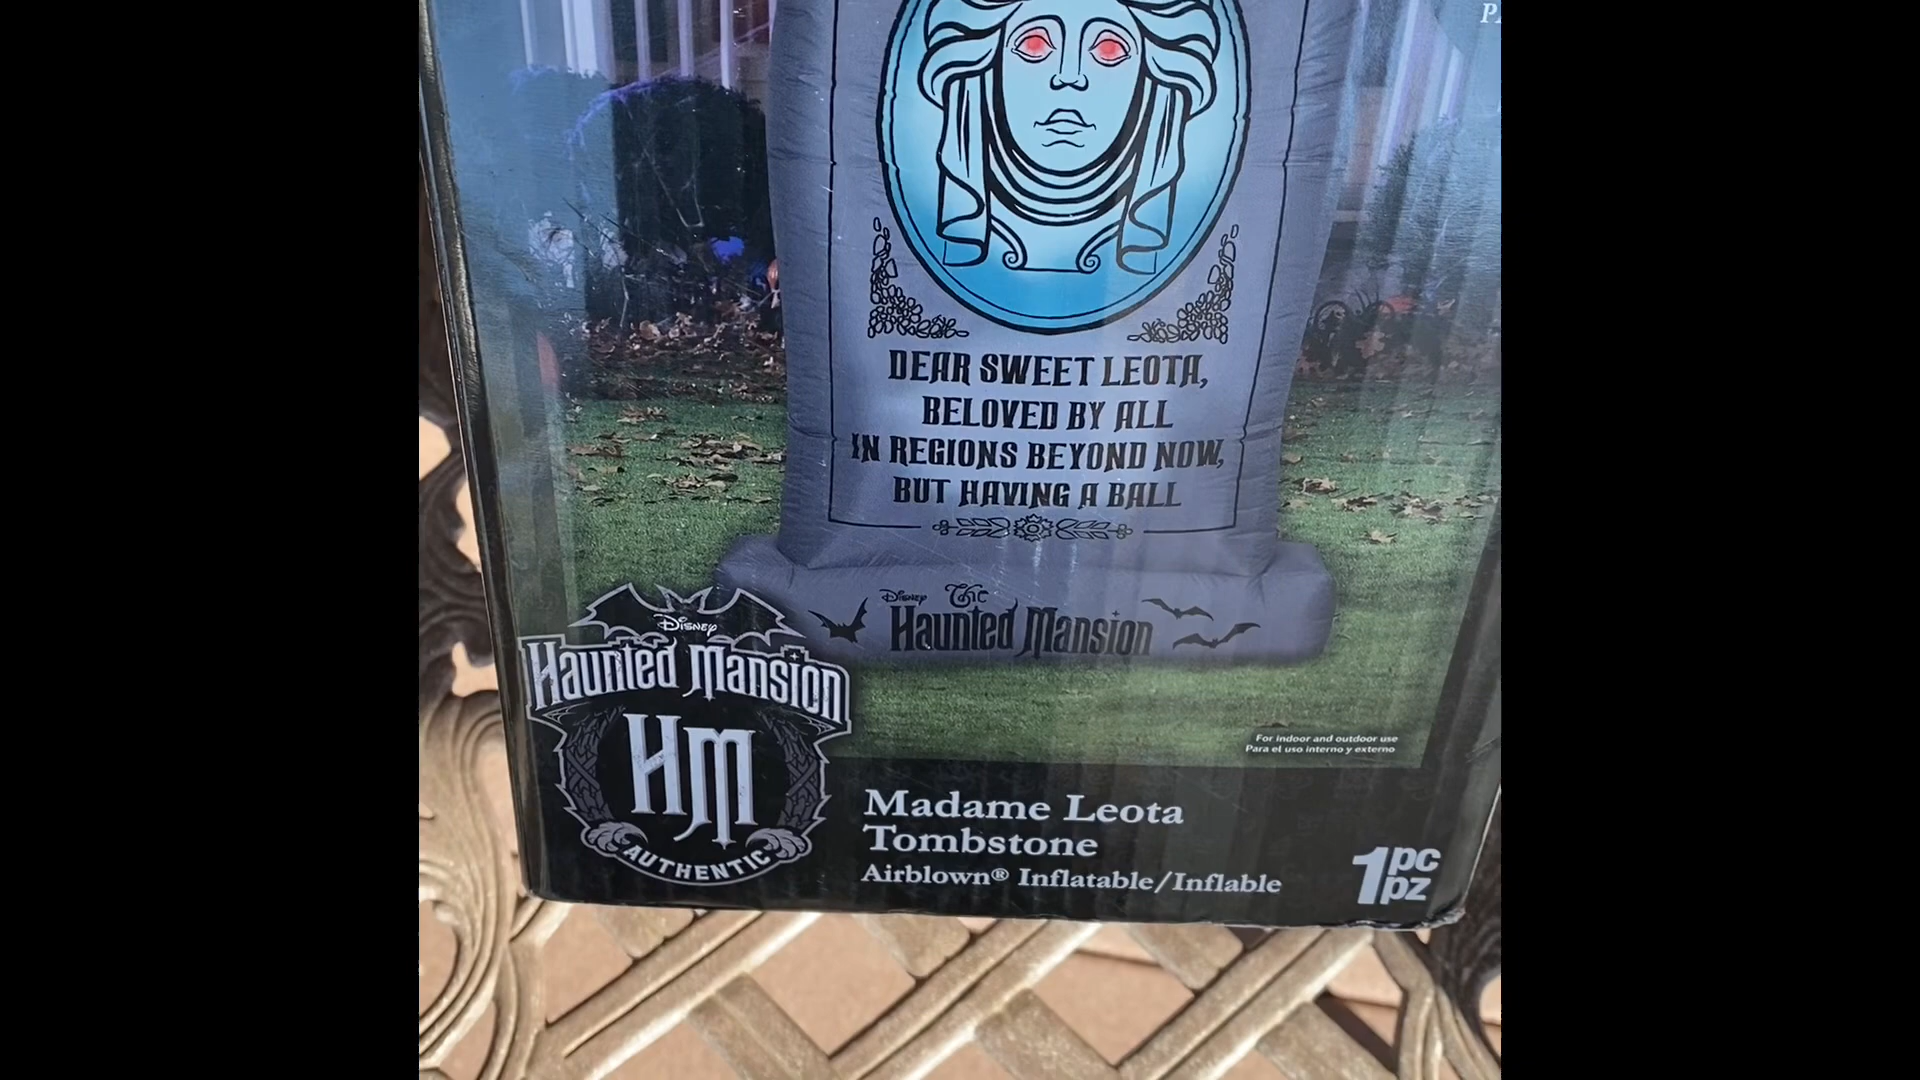 DEAR SWEET LEOTA,
BELOVED BY ALL
IN REGIONS BEYOND NOW,
BUT HAVING A BALL
Disney The
Haunted Mansion
Disney
Haunted Mansion
HM
AUTHENTIC
For indoor and outdoor use
Para el uso interno y externo
Madame Leota
Tombstone
Airblown® Inflatable/Inflable
1 pc
pz